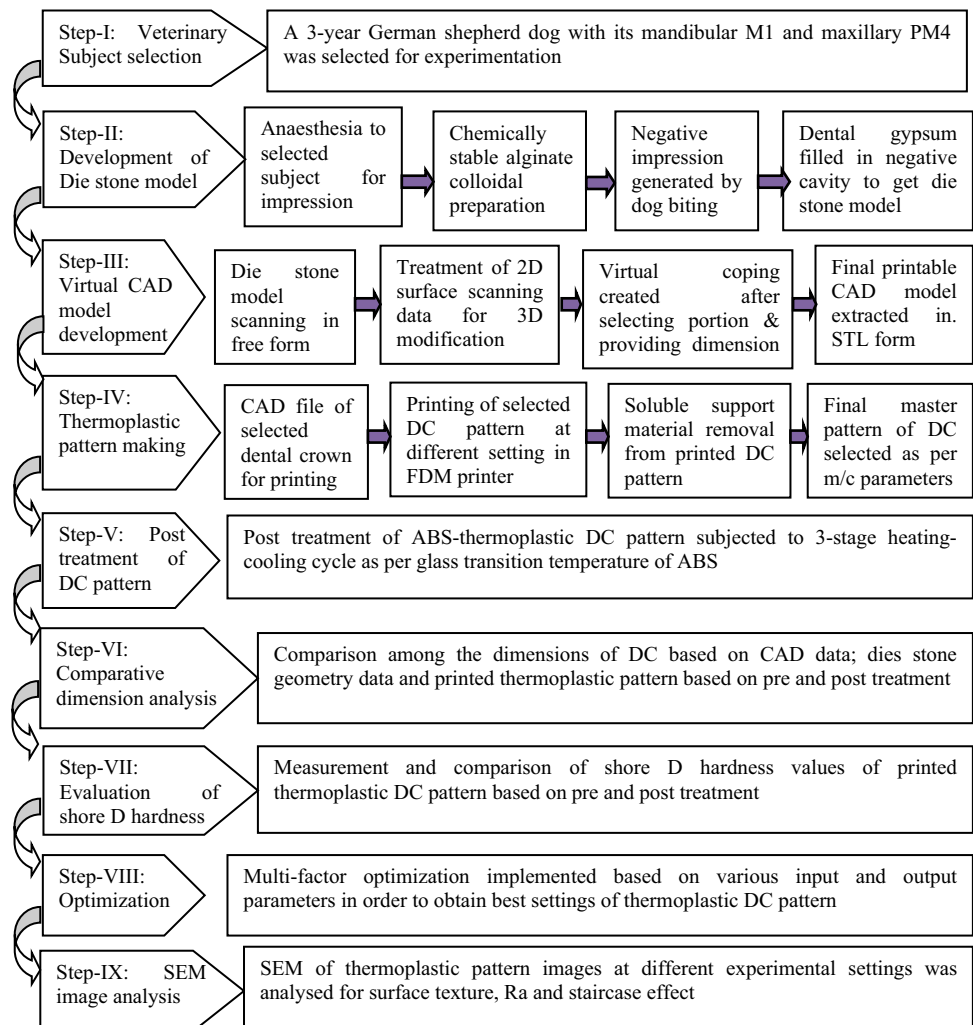 Step-I: Veterinary
Subject selection
A 3-year German shepherd dog with its mandibular M1 and maxillary PM4
was selected for experimentation
Step-II:
Development of
Die stone model
Anaesthesia to
selected
subject for
impression
Chemically
stable alginate
colloidal
preparation
Negative
impression
generated by
dog biting
Dental gypsum
filled in negative
cavity to get die
stone model
Step-III:
Virtual CAD
model
development
Die stone
model
scanning in
free form
Treatment of 2D
surface scanning
data for 3D
modification
Virtual coping
created after
selecting portion &
providing dimension
Final printable
CAD model
extracted in.
STL form
Step-IV:
Thermoplastic
pattern making
CAD file of
selected
dental crown
for printing
Printing of selected
DC pattern at
different setting in
FDM printer
Soluble support
material removal
from printed DC
pattern
Final master
pattern of DC
selected as per
m/c parameters
Step-V: Post
treatment of
DC pattern
Post treatment of ABS-thermoplastic DC pattern subjected to 3-stage heating-
cooling cycle as per glass transition temperature of ABS
Step-VI:
Comparative
dimension analysis
Comparison among the dimensions of DC based on CAD data; dies stone
geometry data and printed thermoplastic pattern based on pre and post treatment
Step-VII:
Evaluation of
shore D hardness
Measurement and comparison of shore D hardness values of printed
thermoplastic DC pattern based on pre and post treatment
Step-VIII:
Optimization
Multi-factor optimization implemented based on various input and output
parameters in order to obtain best settings of thermoplastic DC pattern
Step-IX: SEM
image analysis
SEM of thermoplastic pattern images at different experimental settings was
analysed for surface texture, Ra and staircase effect